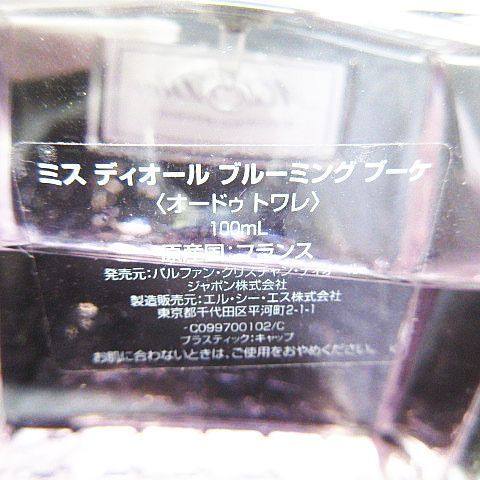 ミス ディオール ブルーミング ブーケ
〈オードゥ トワレ〉
100mL
原産国:フランス
発売元:パルファン・クリスチャン・ディオール
ジャポン株式会社
製造販売元:エル・シー・エス株式会社
東京都千代田区平河町2-1-1
C099700102/C
プラスティック:キャップ
お肌に合わないときは、ご使用をおやめください。